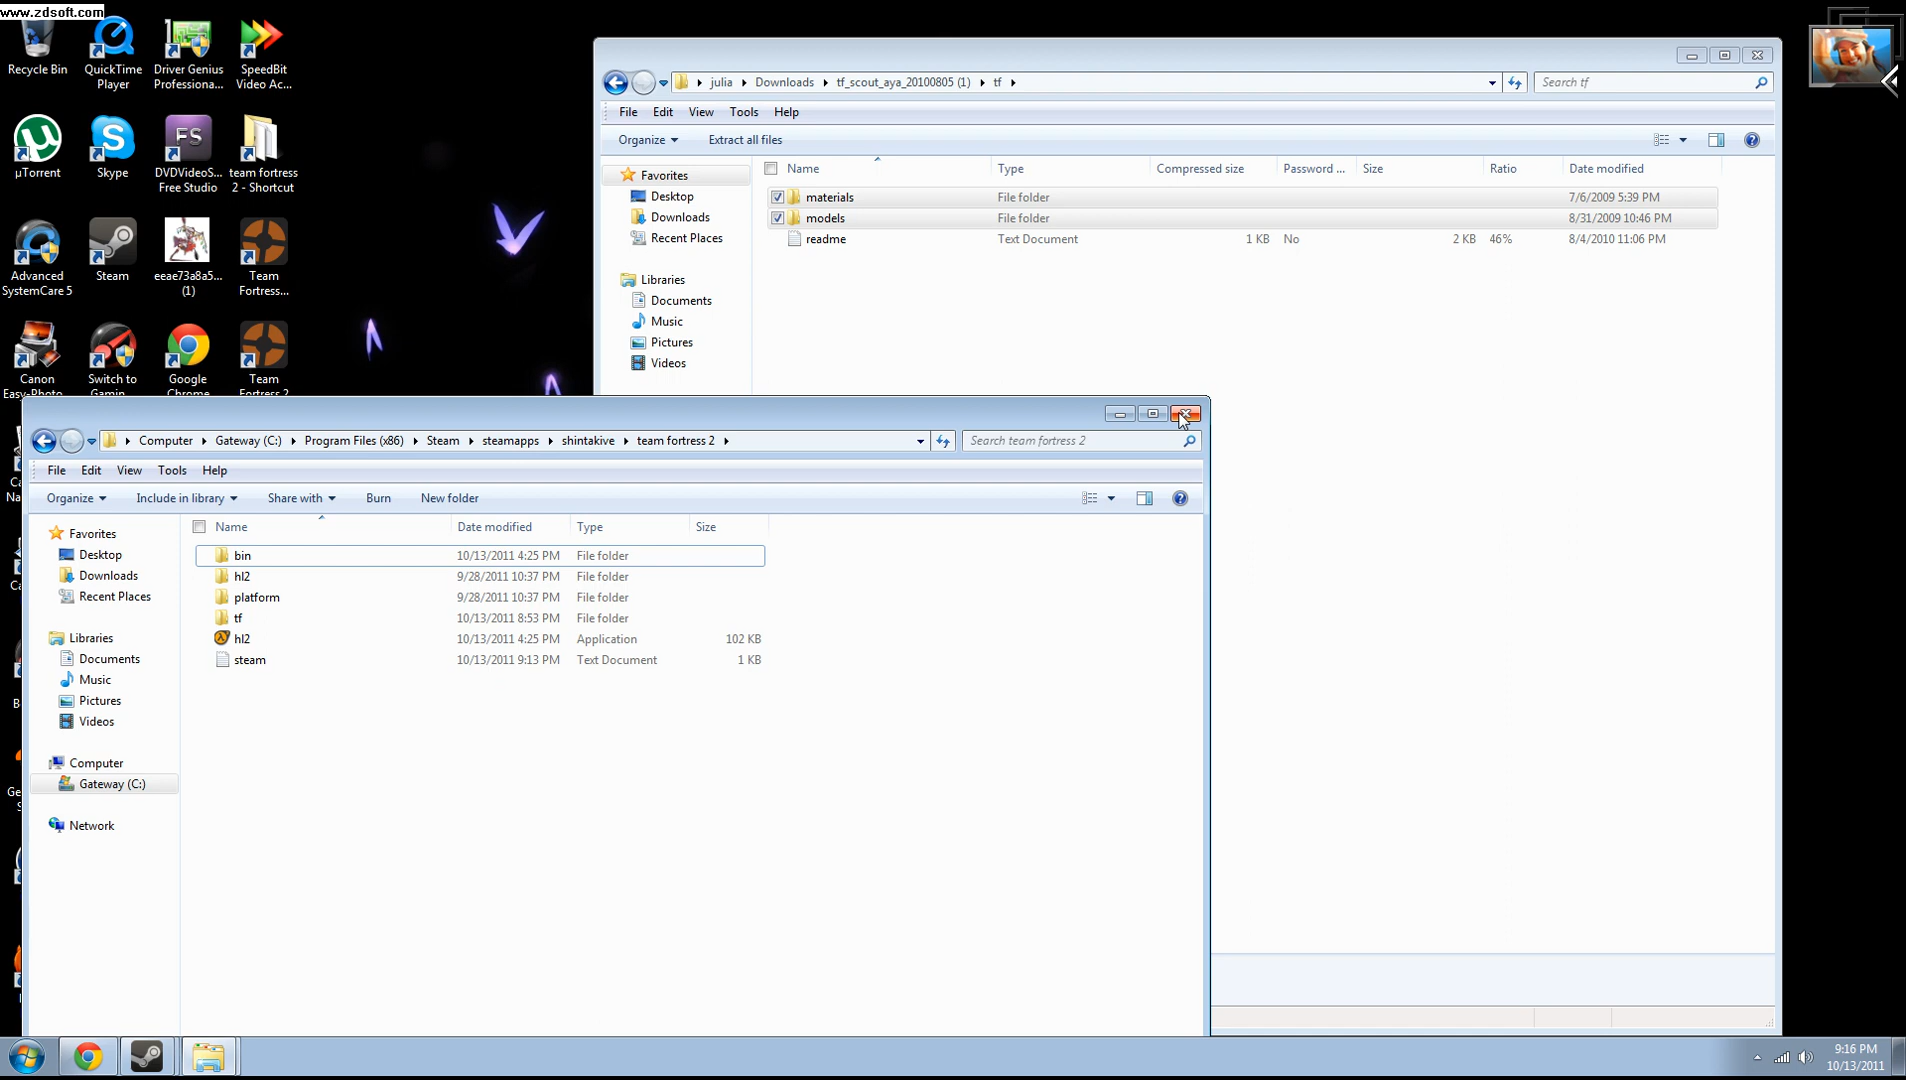 www.zdsoft.com
Recycle Bin
QuickTime Player
Driver Genius Professiona...
SpeedBit Video Ac...
µTorrent
Skype
FS
DVDVideoS... Free Studio
team fortress 2 - Shortcut
Advanced SystemCare 5
Steam
eeae73a8a5... (1)
Team Fortress...
Canon Easy-Photo
Switch to Gamin
Google Chrome
Team Fortress 2
julia
Downloads
tf_scout_aya_20100805 (1)
tf
Search tf
File Edit View Tools Help
Organize Extract all files
Name Type Compressed size Password ... Size Ratio Date modified
materials File folder 7/6/2009 5:39 PM
models File folder 8/31/2009 10:46 PM
readme Text Document 1 KB No 2 KB 46% 8/4/2010 11:06 PM
Favorites
Desktop
Downloads
Recent Places
Libraries
Documents
Music
Pictures
Videos
Computer Gateway (C:) Program Files (x86) Steam steamapps shintakive team fortress 2
Search team fortress 2
File Edit View Tools Help
Organize Include in library Share with Burn New folder
Name Date modified Type Size
bin 10/13/2011 4:25 PM File folder
hl2 9/28/2011 10:37 PM File folder
platform 9/28/2011 10:37 PM File folder
tf 10/13/2011 8:53 PM File folder
hl2 10/13/2011 4:25 PM Application 102 KB
steam 10/13/2011 9:13 PM Text Document 1 KB
Favorites
Desktop
Downloads
Recent Places
Libraries
Documents
Music
Pictures
Videos
Computer
Gateway (C:)
Network
9:16 PM
10/13/2011